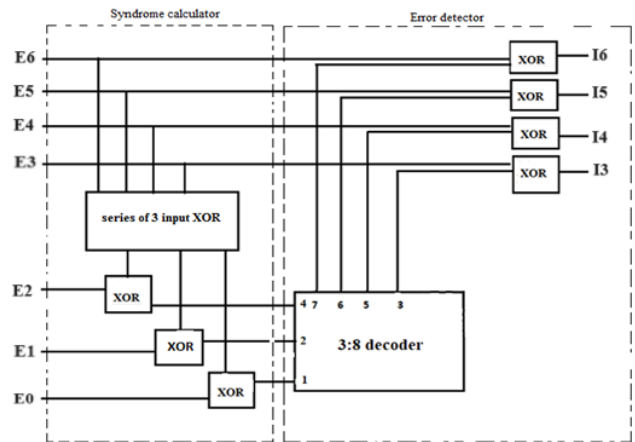 Syndrome calculator
Error detector
E6
XOR
I6
E5
XOR
I5
E4
XOR
I4
E3
XOR
I3
series of 3 input XOR
E2
XOR
4 7 6 5 3
E1
XOR
2
3:8 decoder
E0
XOR
1